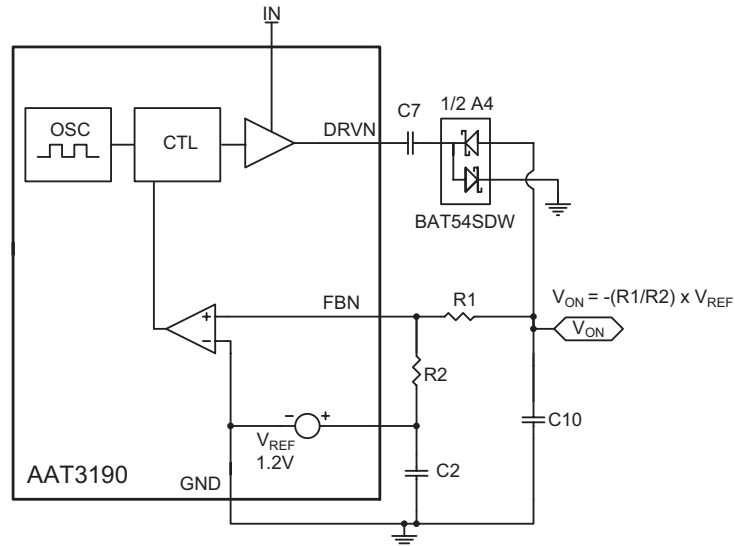 IN
OSC
CTL
DRVN
C7
1/2 A4
BAT54SDW
FBN
R1
V_ON = -(R1/R2) x V_REF
V_ON
+
−
R2
− +
V_REF
1.2V
C10
C2
AAT3190
GND